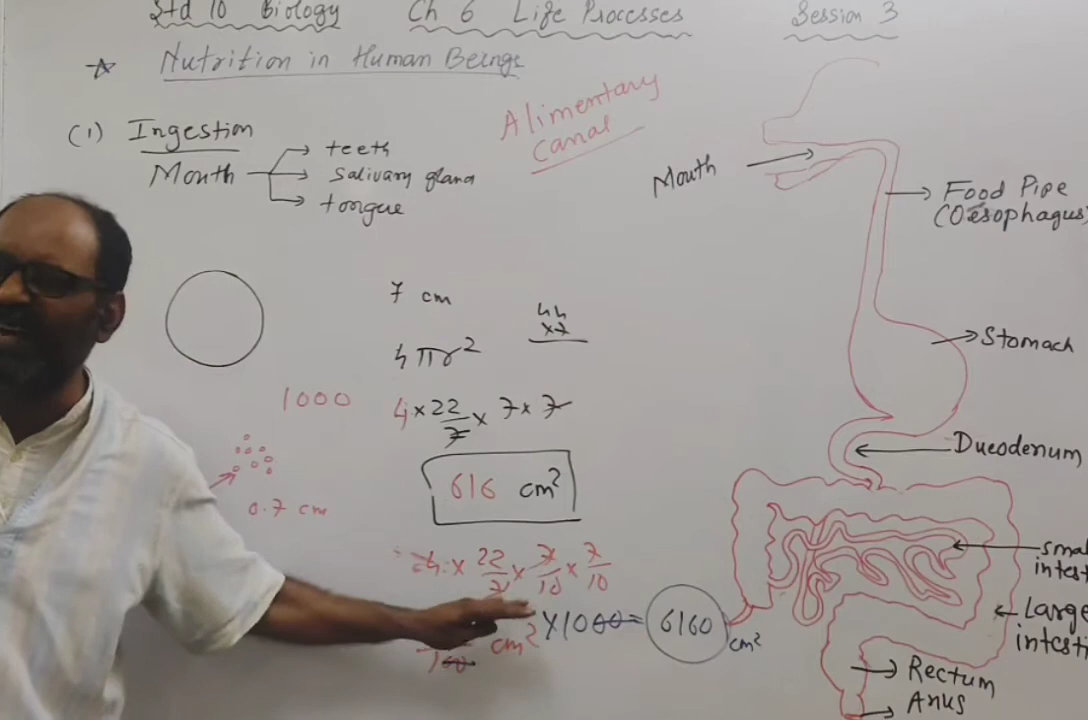 Std 10 Biology Ch 6 Life Processes Session 3
☆ Nutrition in Human Beings
(1) Ingestion
Mouth → teeth
→ Salivary gland
→ tongue
Alimentary
canal
7 cm
4πr²
44
×7
4 × 22/7 × 7 × 7
616 cm²
1000
0.7 cm
4 × 22/7 × 7/10 × 7/10
100 cm² × 1000 = 6160 cm²
Mouth
Food Pipe
(Oesophagus)
Stomach
Dueodenum
small
intest
Large
intesti
Rectum
Anus